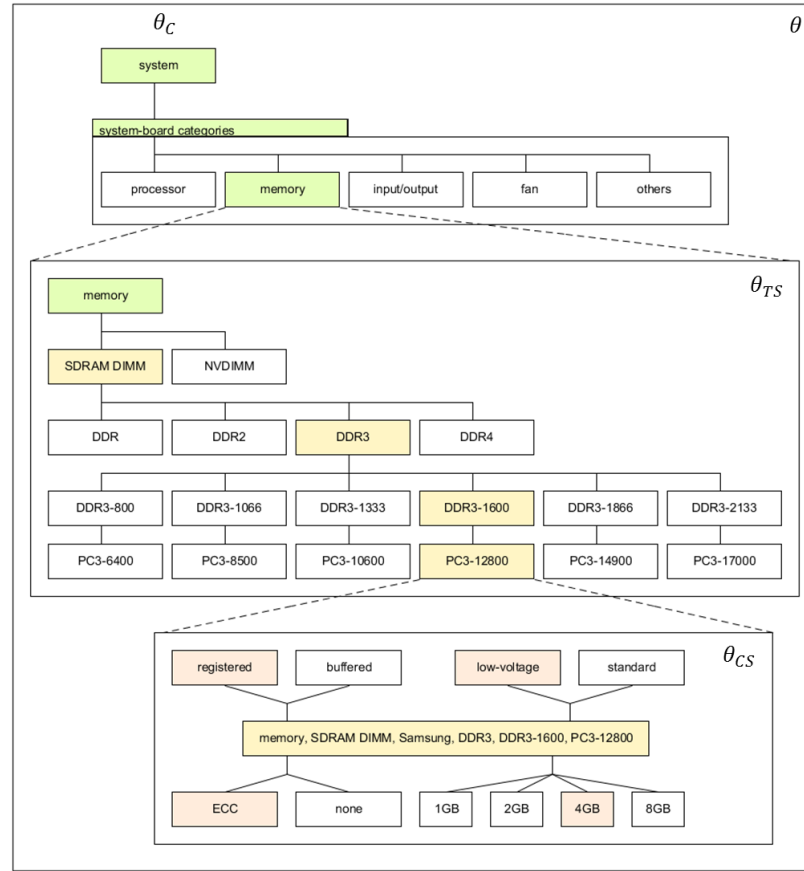 θ_C
θ
system
system-board categories
processor memory input/output fan others
θ_TS
memory
SDRAM DIMM NVDIMM
DDR DDR2 DDR3 DDR4
DDR3-800 DDR3-1066 DDR3-1333 DDR3-1600 DDR3-1866 DDR3-2133
PC3-6400 PC3-8500 PC3-10600 PC3-12800 PC3-14900 PC3-17000
θ_CS
registered buffered low-voltage standard
memory, SDRAM DIMM, Samsung, DDR3, DDR3-1600, PC3-12800
ECC none 1GB 2GB 4GB 8GB